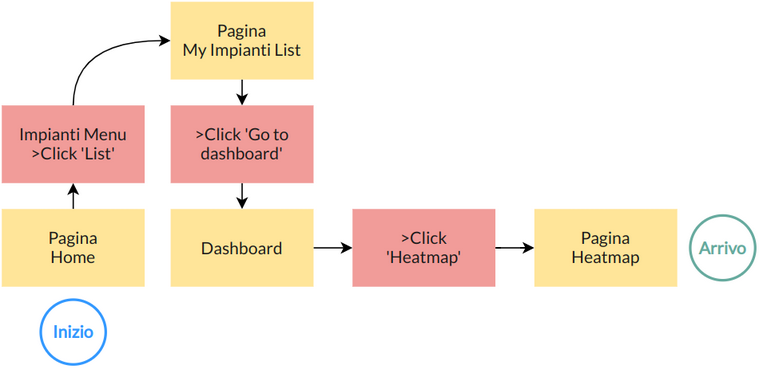 Pagina
My Impianti List
Impianti Menu
>Click 'List'
>Click 'Go to
dashboard'
Pagina
Home
Dashboard
>Click
'Heatmap'
Pagina
Heatmap
Arrivo
Inizio